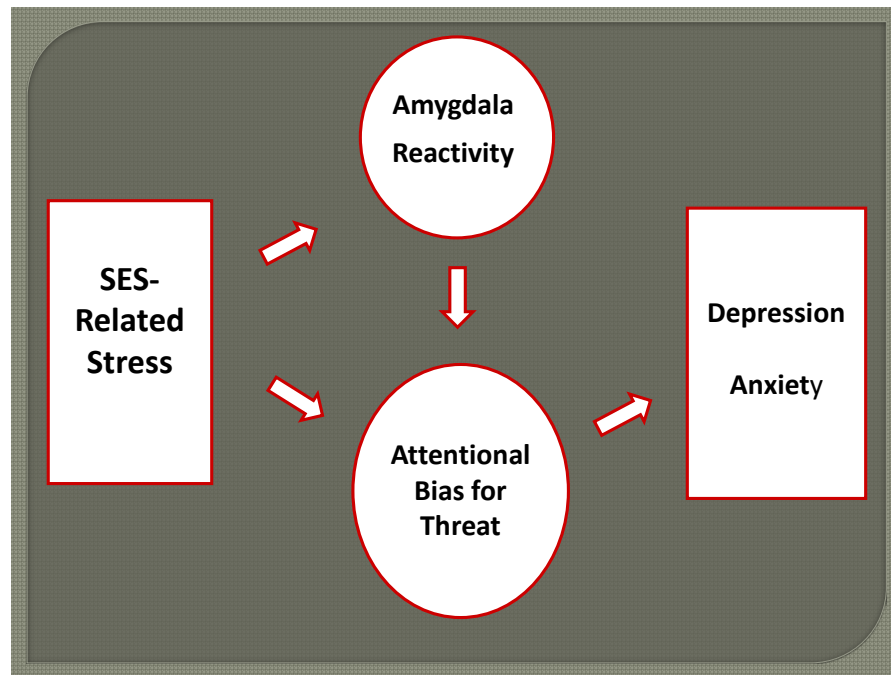 Amygdala
Reactivity
SES-
Related
Stress
Depression
Anxiety
Attentional
Bias for
Threat